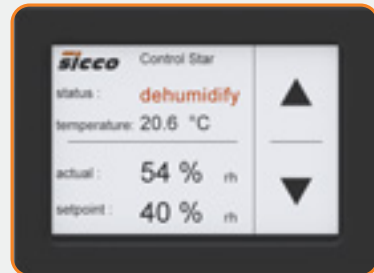 sicco Control Star
status : dehumidify
temperature: 20.6 °C
actual : 54 % rh
setpoint : 40 % rh